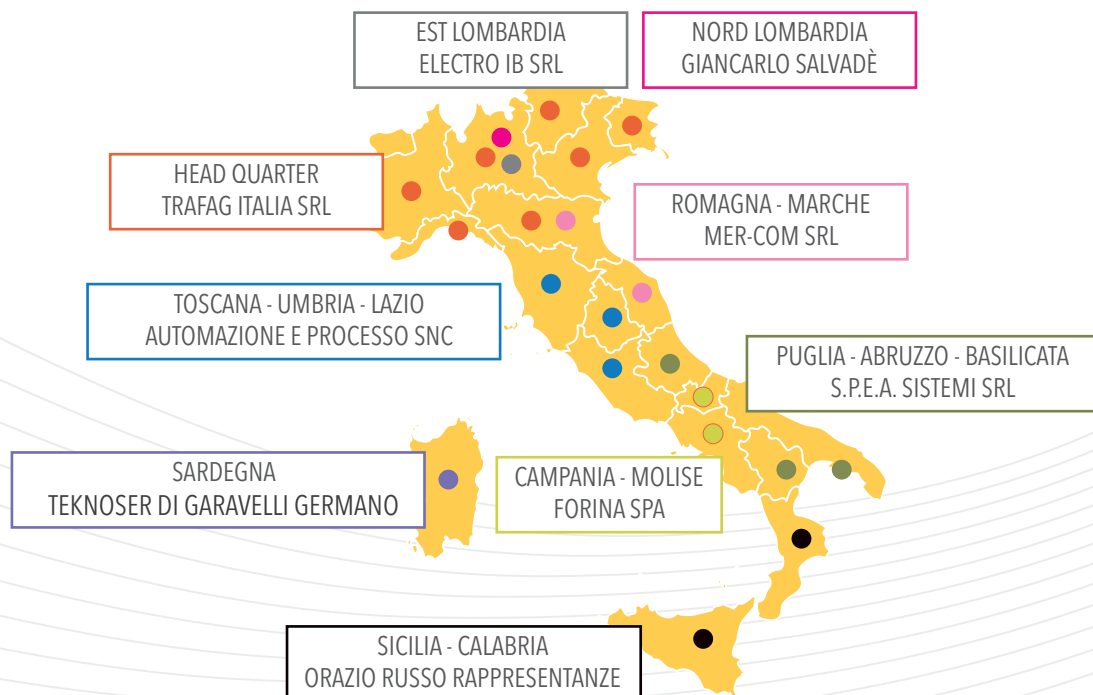 EST LOMBARDIA
ELECTRO IB SRL
NORD LOMBARDIA
GIANCARLO SALVADÈ
HEAD QUARTER
TRAFAG ITALIA SRL
ROMAGNA - MARCHE
MER-COM SRL
TOSCANA - UMBRIA - LAZIO
AUTOMAZIONE E PROCESSO SNC
PUGLIA - ABRUZZO - BASILICATA
S.P.E.A. SISTEMI SRL
SARDEGNA
TEKNOSER DI GARAVELLI GERMANO
CAMPANIA - MOLISE
FORINA SPA
SICILIA - CALABRIA
ORAZIO RUSSO RAPPRESENTANZE